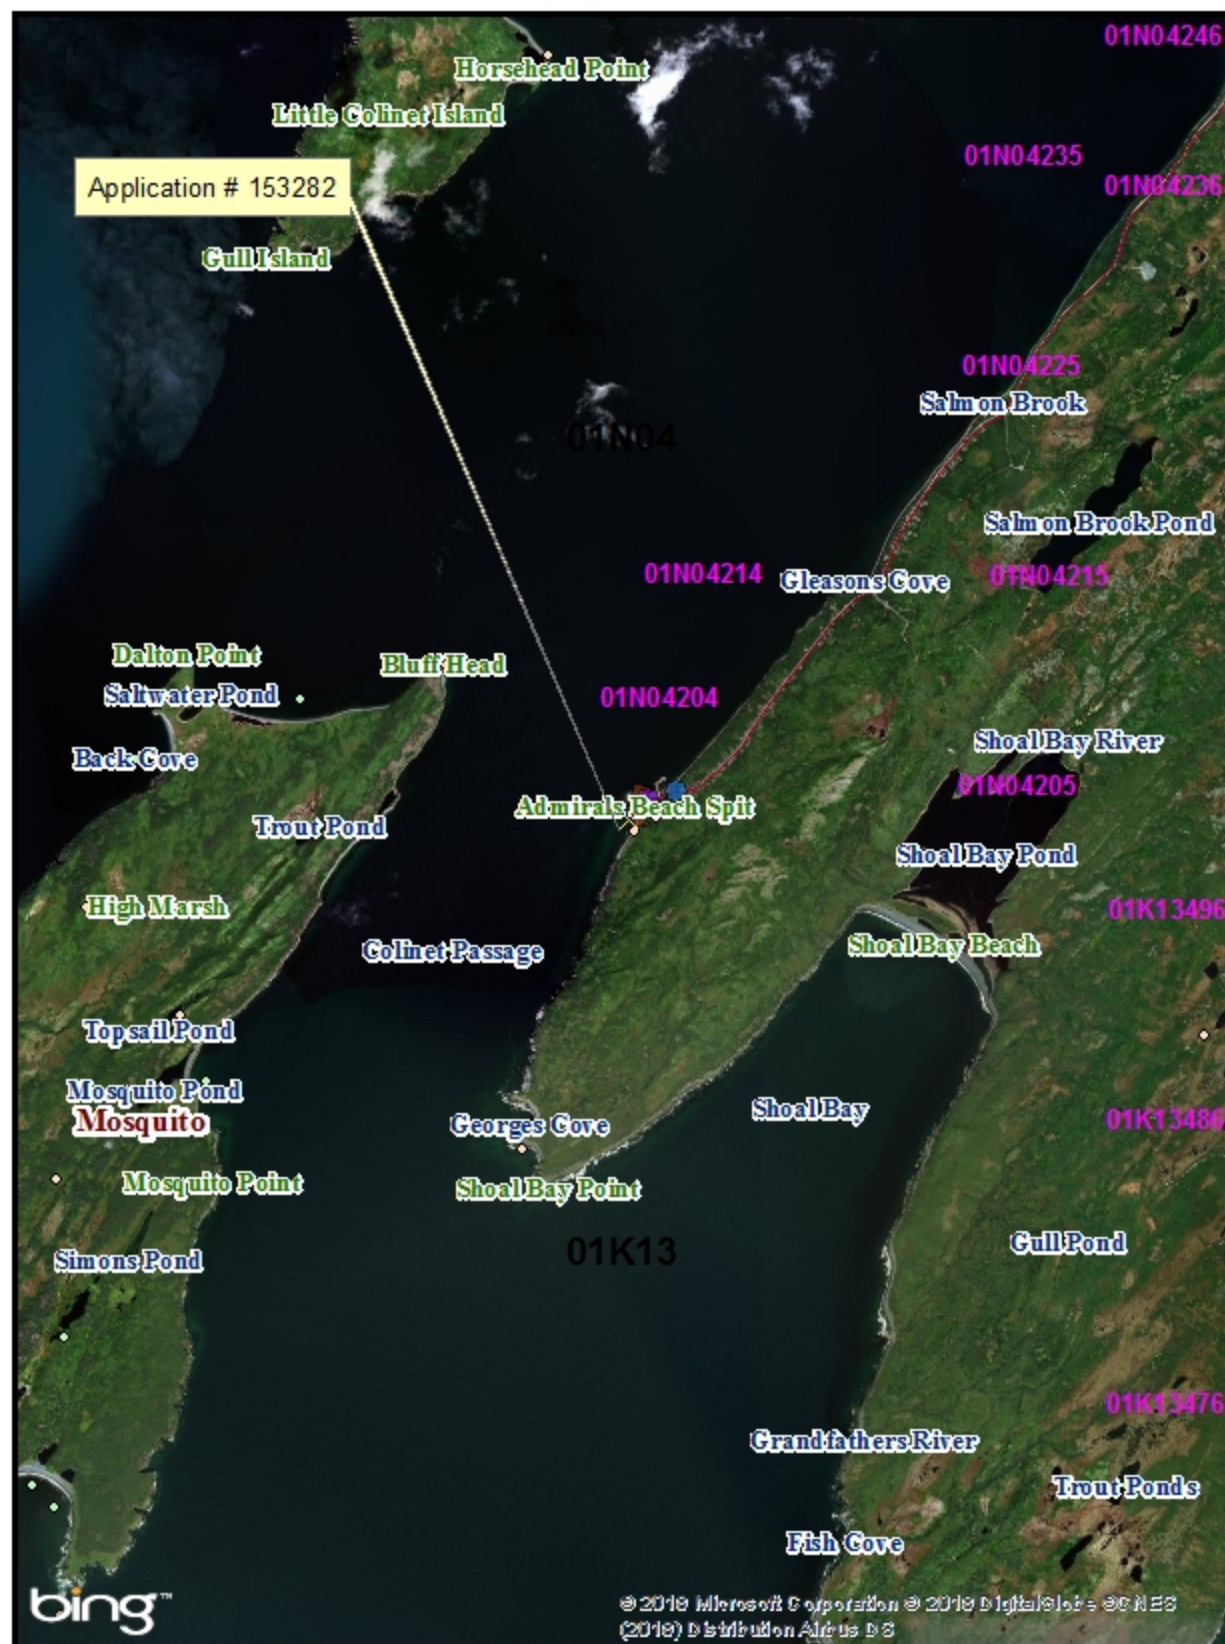 01N04246
Horsehead Point
Little Colinet Island
01N04235
Application # 153282
01N04236
Gull Island
01N04225
Salmon Brook
01N04
Salmon Brook Pond
01N04214
Gleasons Cove
01N04215
Dalton Point
Bluff Head
Saltwater Pond
01N04204
Shoal Bay River
Back Cove
01N04205
Admirals Beach Spit
Trout Pond
Shoal Bay Pond
High Marsh
01K13496
Shoal Bay Beach
Colinet Passage
Topsail Pond
Mosquito Pond
Shoal Bay
Mosquito
Georges Cove
01K13486
Mosquito Point
Shoal Bay Point
Gull Pond
01K13
Simons Pond
01K13476
Grandfathers River
Trout Ponds
Fish Cove
bing™
© 2018 Microsoft Corporation © 2018 DigitalGlobe ©CNES
(2018) Distribution Airbus DS